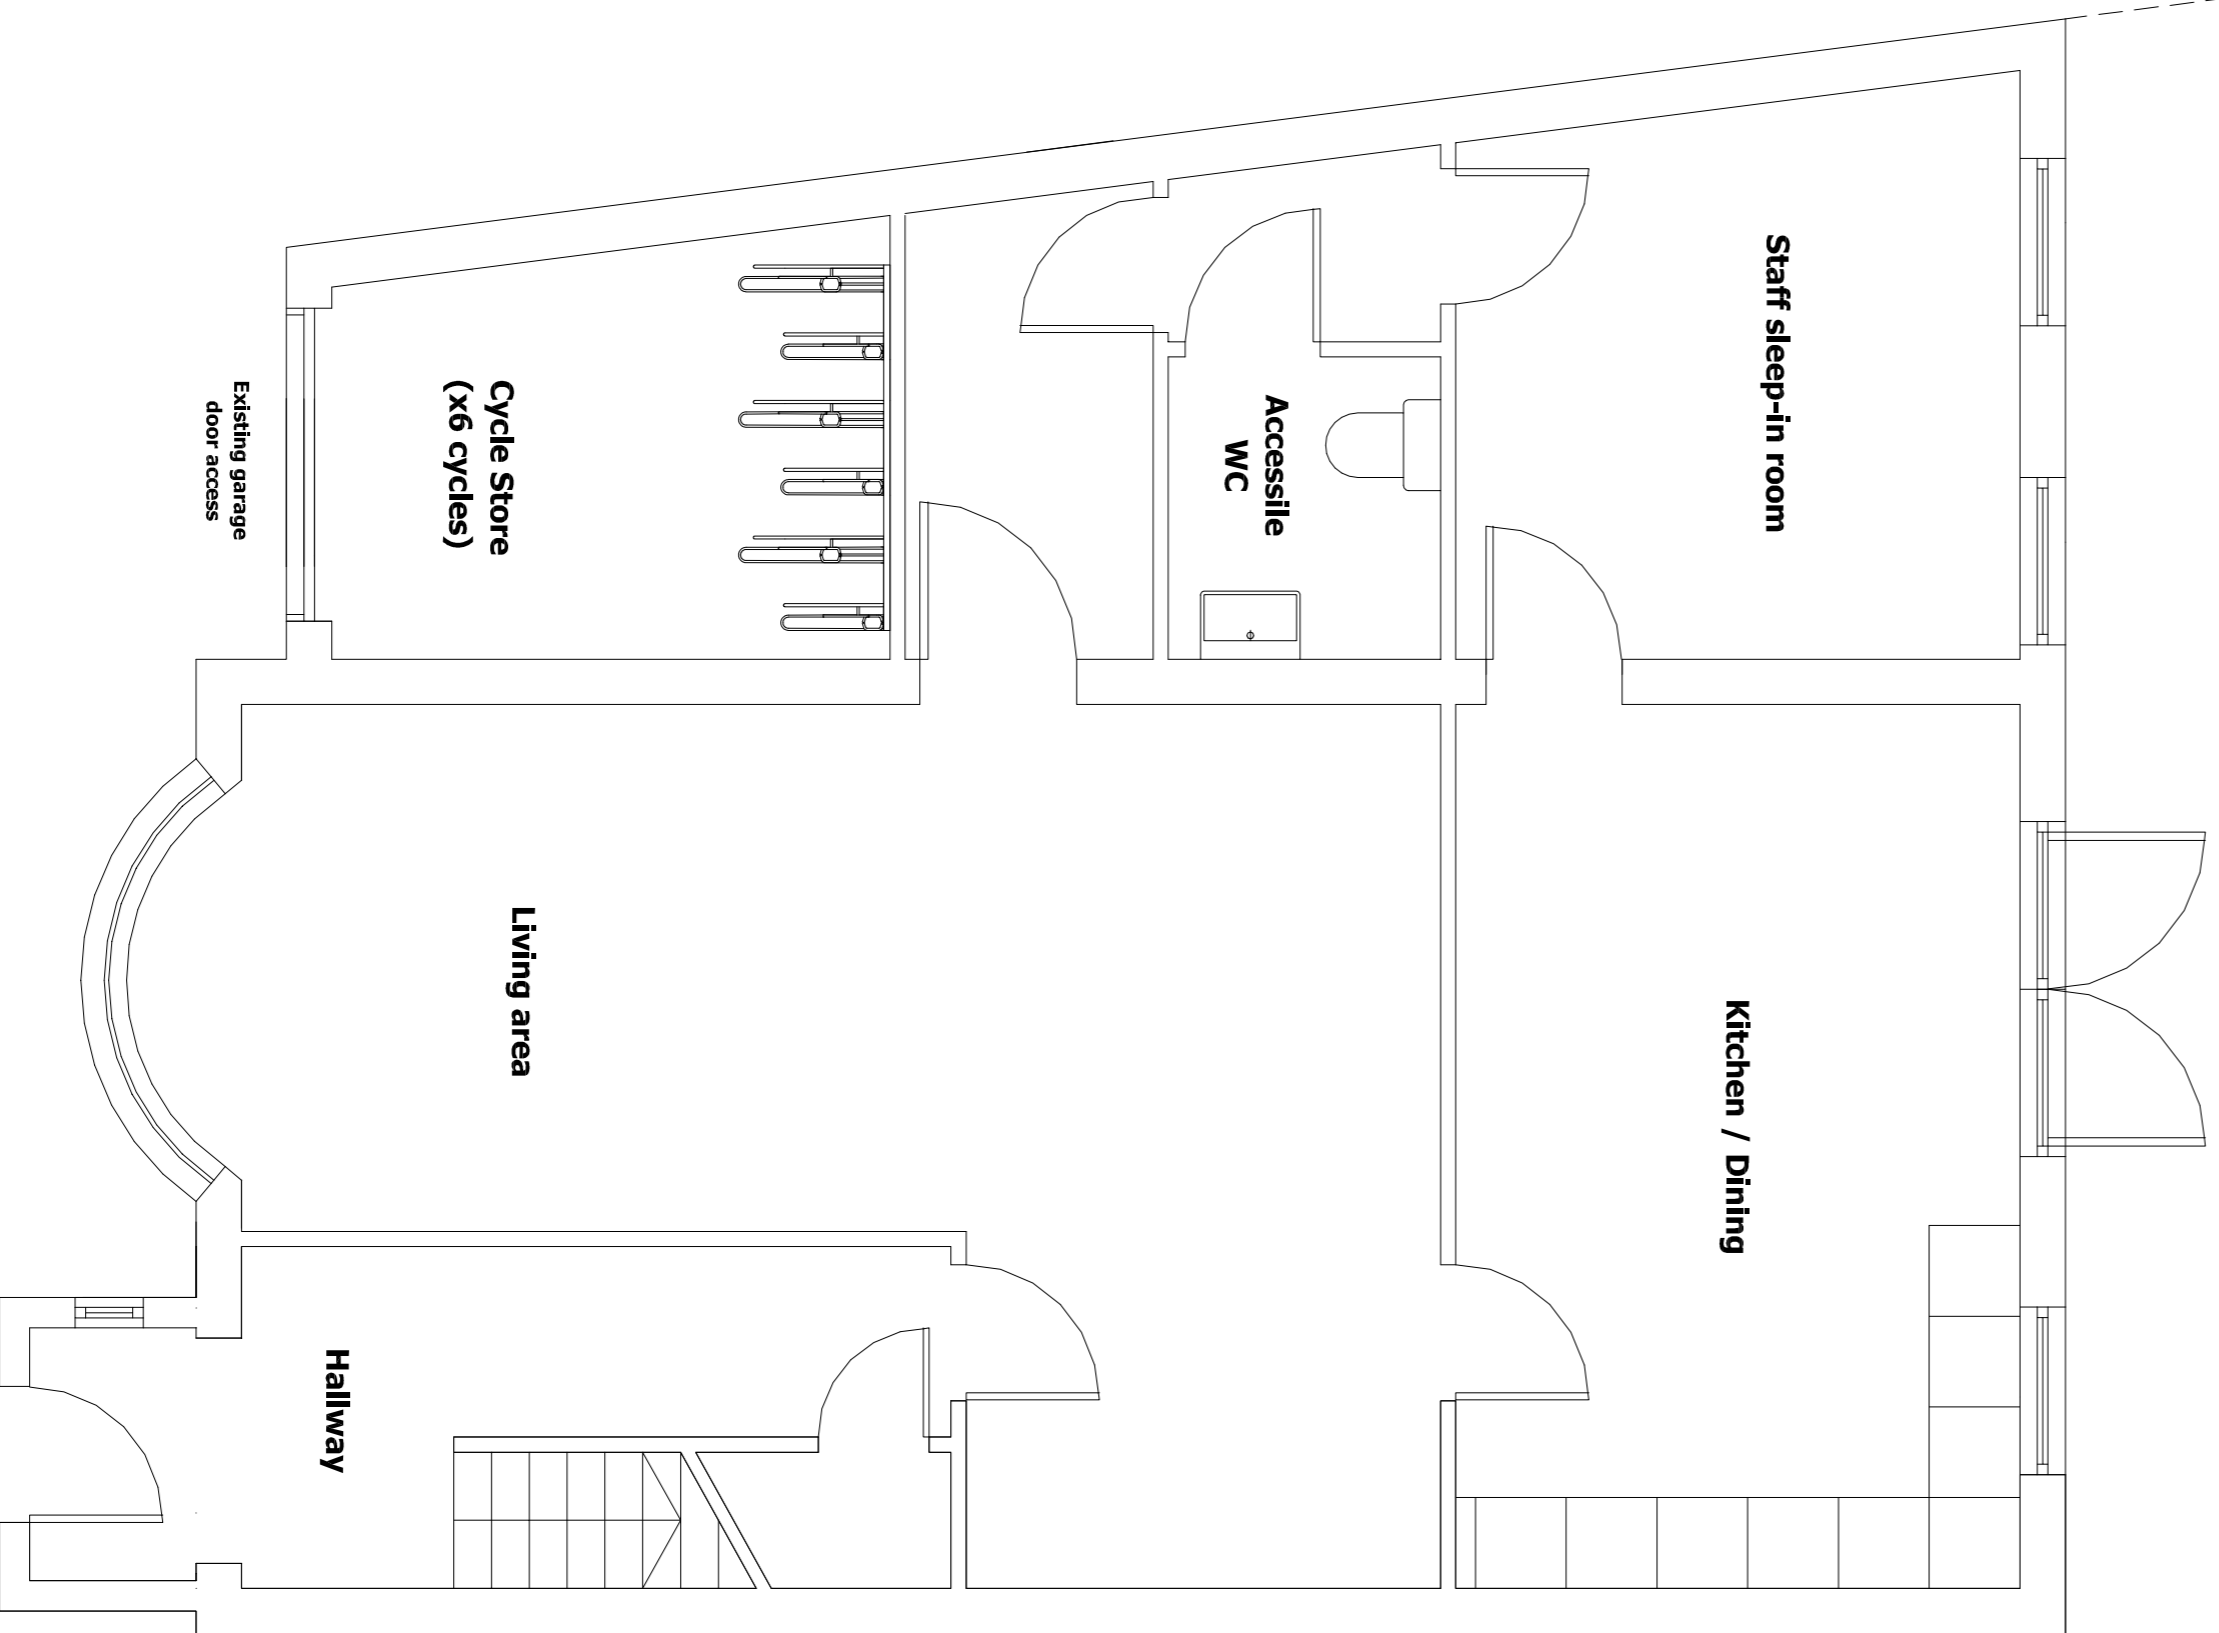 Staff sleep-in room
Accessile
WC
Cycle Store
(x6 cycles)
Existing garage
door access
Kitchen / Dining
Living area
Hallway